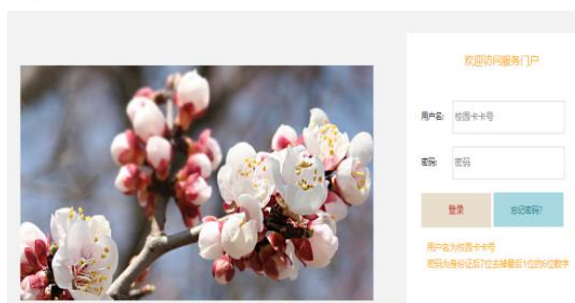 欢迎访问服务门户
用户名: 校园卡卡号
密码: 密码
登录 忘记密码?
用户名为校园卡卡号
密码为身份证后7位去掉最后1位的6位数字